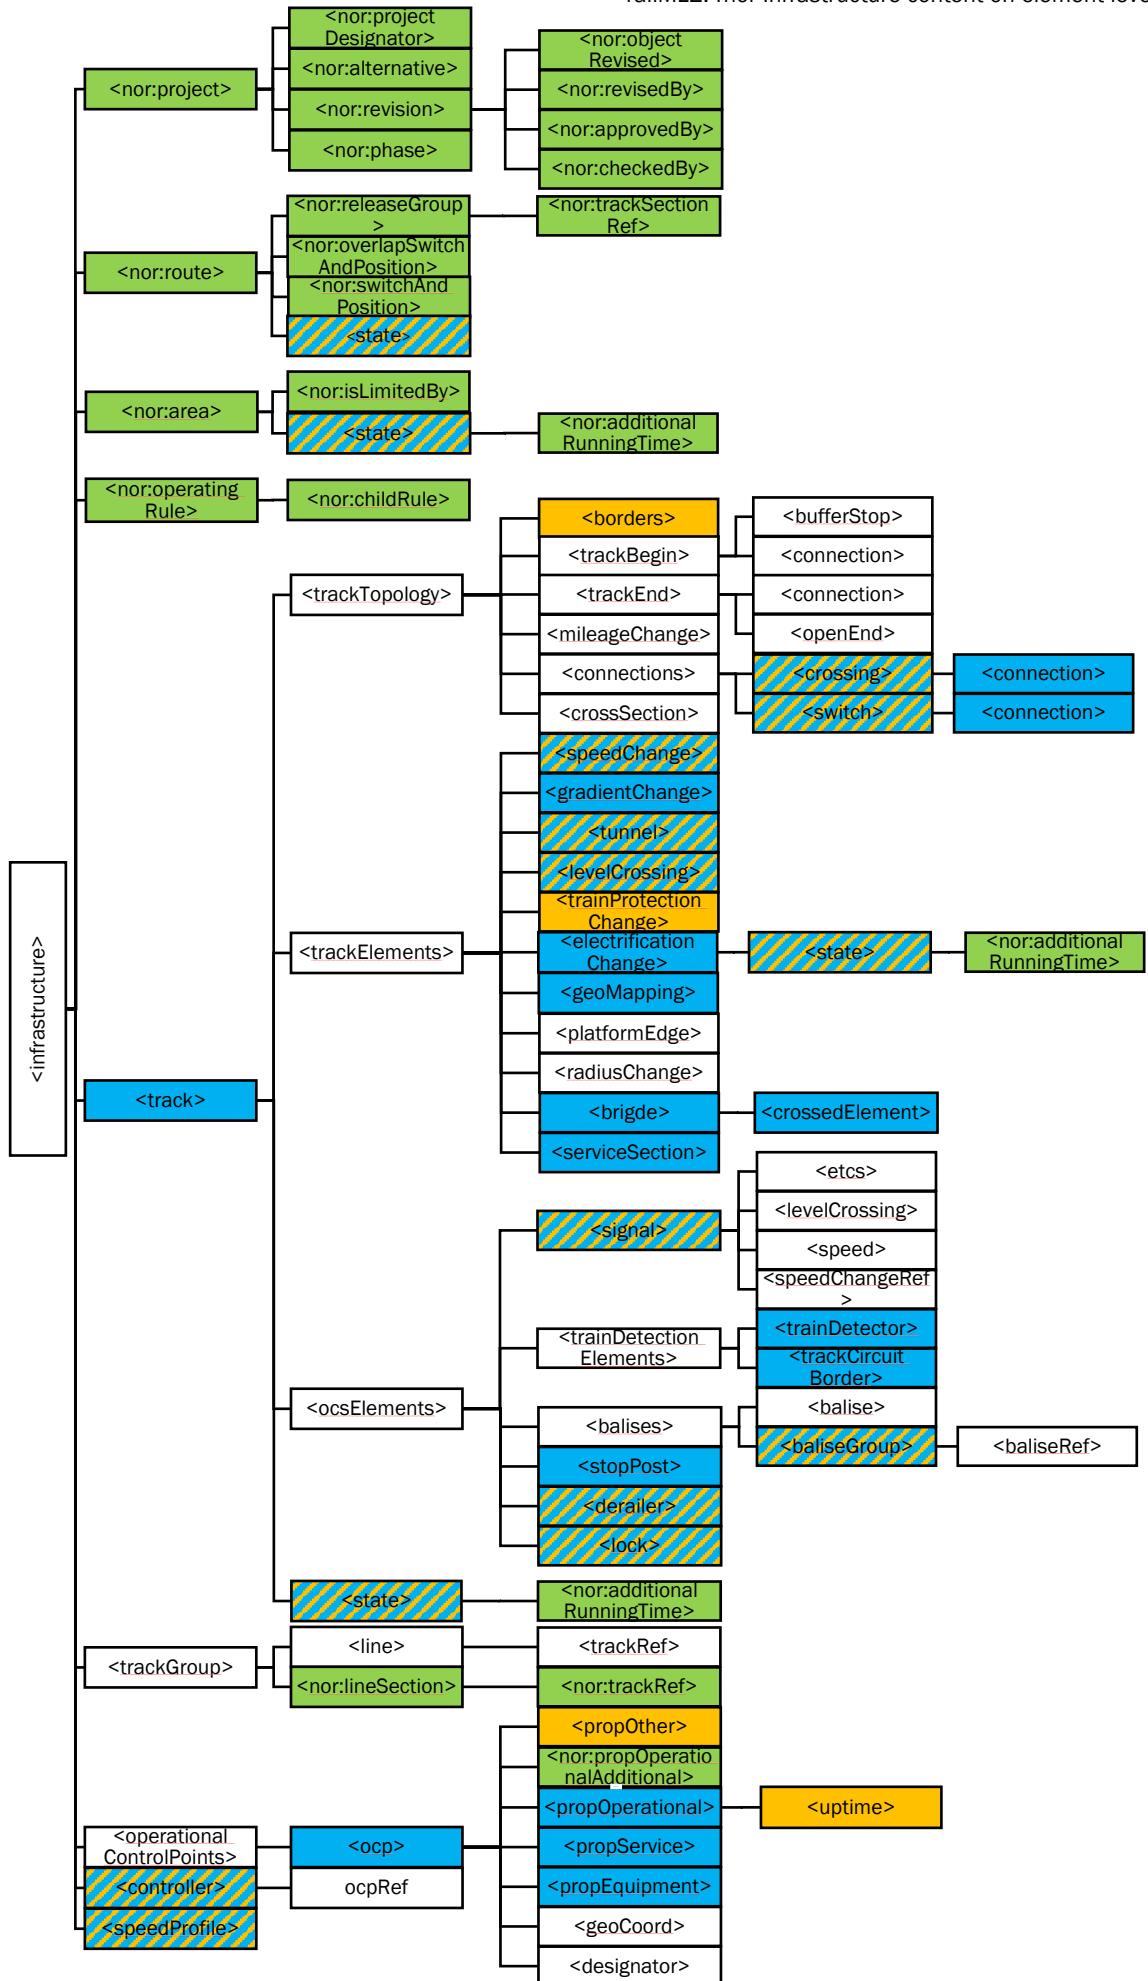 <nor:project
Designator>
<nor:alternative>
<nor:revision>
<nor:phase>
<nor:object
Revised>
<nor:revisedBy>
<nor:approvedBy>
<nor:checkedBy>
<nor:project>
<nor:releaseGroup
>
<nor:trackSection
Ref>
<nor:overlapSwitch
AndPosition>
<nor:route>
<nor:switchAnd
Position>
<state>
<nor:isLimitedBy>
<nor:area>
<state>
<nor:additional
RunningTime>
<nor:operating
Rule>
<nor:childRule>
<infrastructure>
<track>
<trackTopology>
<borders>
<trackBegin>
<bufferStop>
<connection>
<trackEnd>
<connection>
<openEnd>
<mileageChange>
<connections>
<crossing>
<connection>
<switch>
<connection>
<crossSection>
<trackElements>
<speedChange>
<gradientChange>
<tunnel>
<levelCrossing>
<trainProtection
Change>
<electrification
Change>
<state>
<nor:additional
RunningTime>
<geoMapping>
<platformEdge>
<radiusChange>
<brigde>
<crossedElement>
<serviceSection>
<ocsElements>
<signal>
<etcs>
<levelCrossing>
<speed>
<speedChangeRef
>
<trainDetection
Elements>
<trainDetector>
<trackCircuit
Border>
<balises>
<balise>
<baliseGroup>
<baliseRef>
<stopPost>
<derailer>
<lock>
<state>
<nor:additional
RunningTime>
<trackGroup>
<line>
<trackRef>
<nor:lineSection>
<nor:trackRef>
<operational
ControlPoints>
<ocp>
<propOther>
<nor:propOperatio
nalAdditional>
<propOperational>
<uptime>
<propService>
<propEquipment>
<geoCoord>
<designator>
<controller>
ocpRef
<speedProfile>